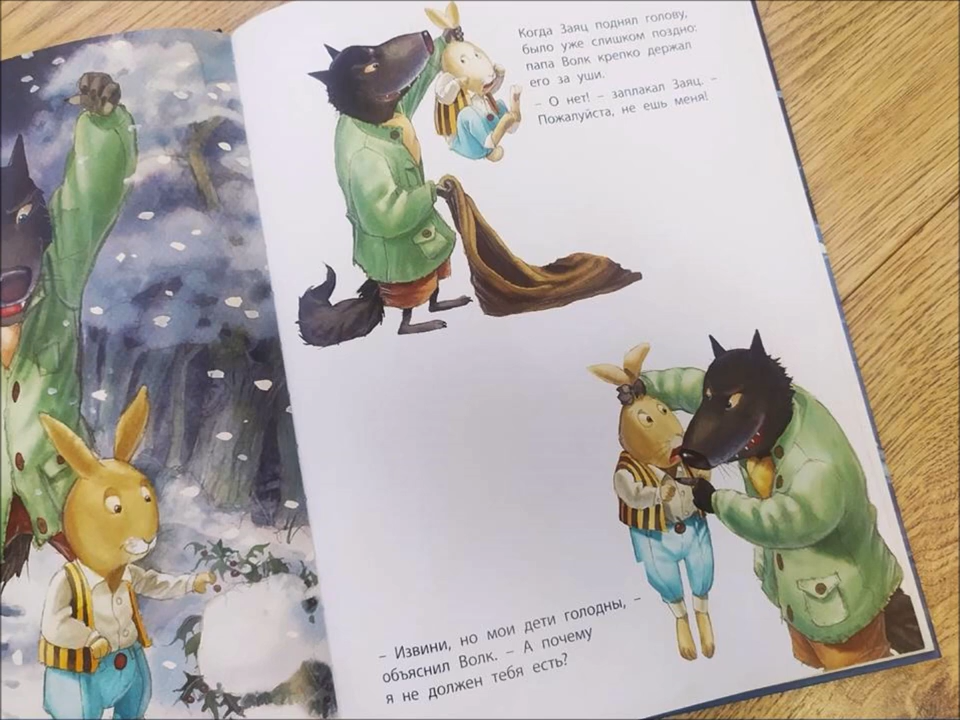 Когда Заяц поднял голову,
было уже слишком поздно:
папа Волк крепко держал
его за уши.
– О нет! – заплакал Заяц. –
Пожалуйста, не ешь меня!
– Извини, но мои дети голодны, –
объяснил Волк. – А почему
я не должен тебя есть?